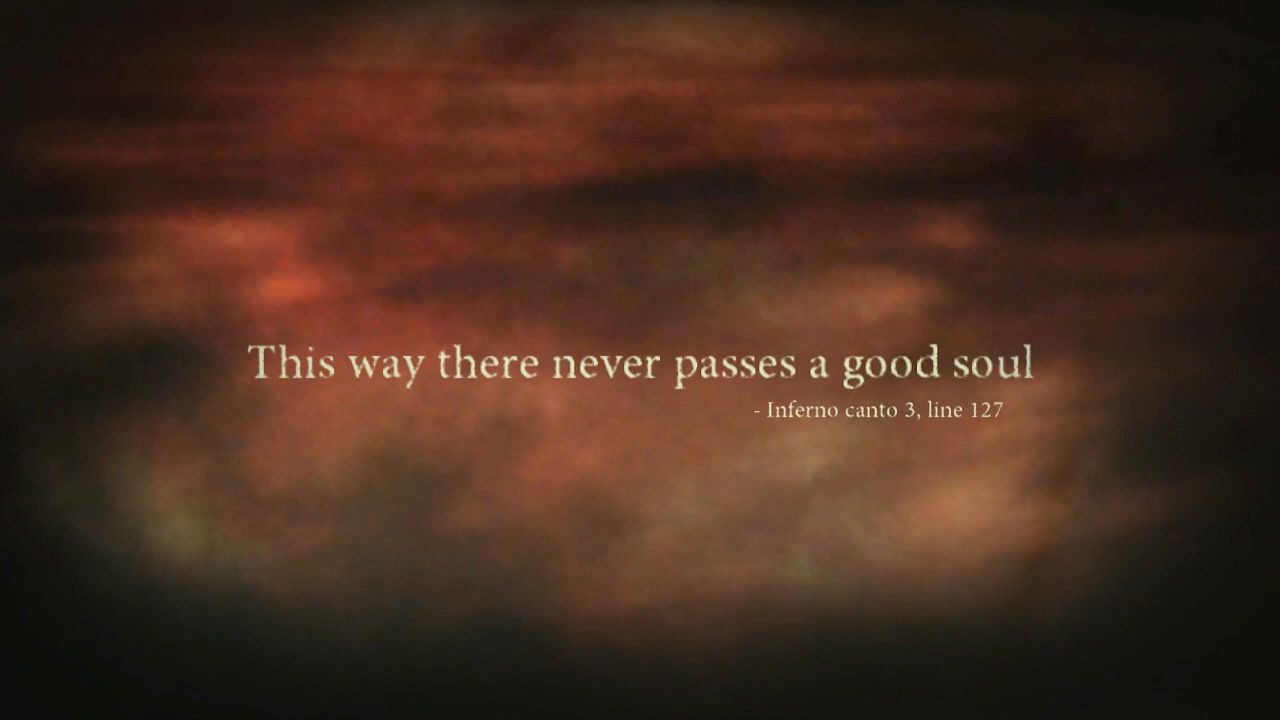 This way there never passes a good soul
- Inferno canto 3, line 127